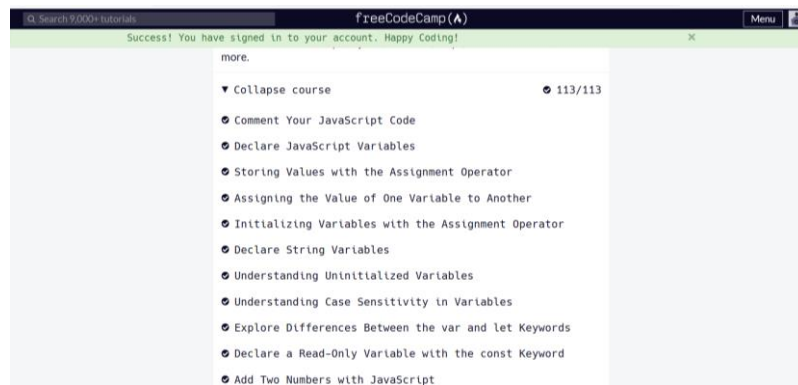 Search 9,000+ tutorials
freeCodeCamp(🔥)
Menu
Success! You have signed in to your account. Happy Coding!
×
more.
▼ Collapse course
113/113
Comment Your JavaScript Code
Declare JavaScript Variables
Storing Values with the Assignment Operator
Assigning the Value of One Variable to Another
Initializing Variables with the Assignment Operator
Declare String Variables
Understanding Uninitialized Variables
Understanding Case Sensitivity in Variables
Explore Differences Between the var and let Keywords
Declare a Read-Only Variable with the const Keyword
Add Two Numbers with JavaScript